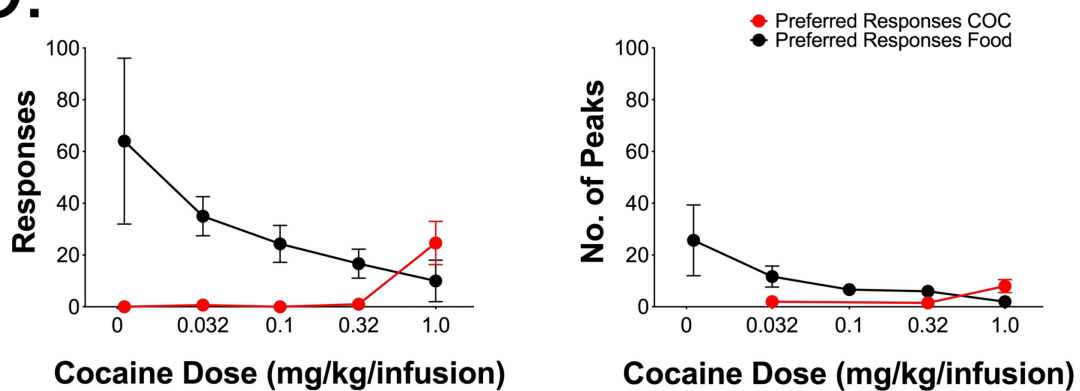 Preferred Responses COC
Preferred Responses Food
Responses
100
80
60
40
20
0
0 0.032 0.1 0.32 1.0
Cocaine Dose (mg/kg/infusion)
No. of Peaks
100
80
60
40
20
0
0 0.032 0.1 0.32 1.0
Cocaine Dose (mg/kg/infusion)